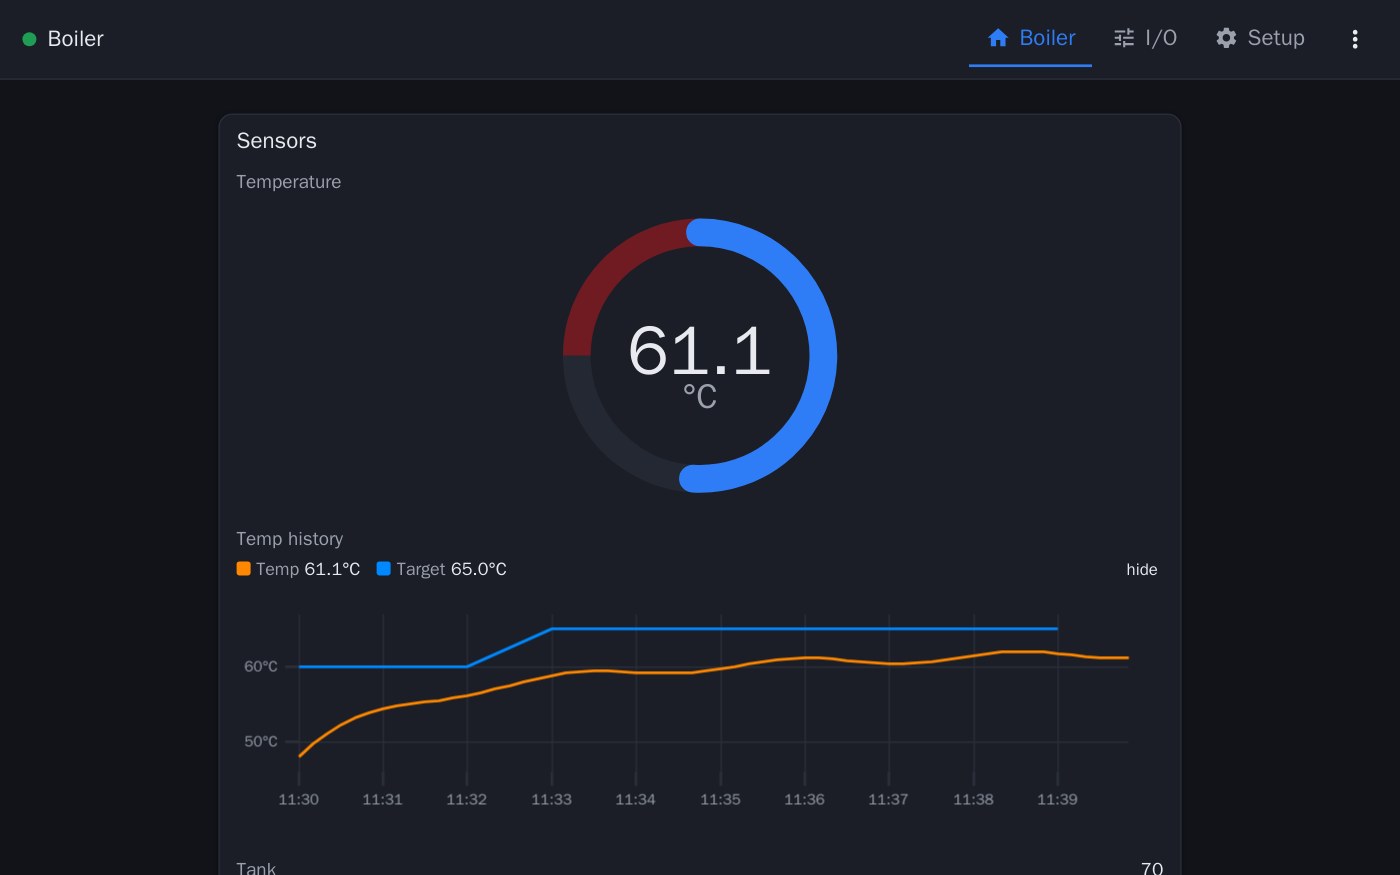 Boiler
Boiler I/O Setup
Sensors
Temperature
61.1
°C
Temp history
Temp 61.1°C Target 65.0°C hide
60°C
50°C
11:30 11:31 11:32 11:33 11:34 11:35 11:36 11:37 11:38 11:39
Tank 70